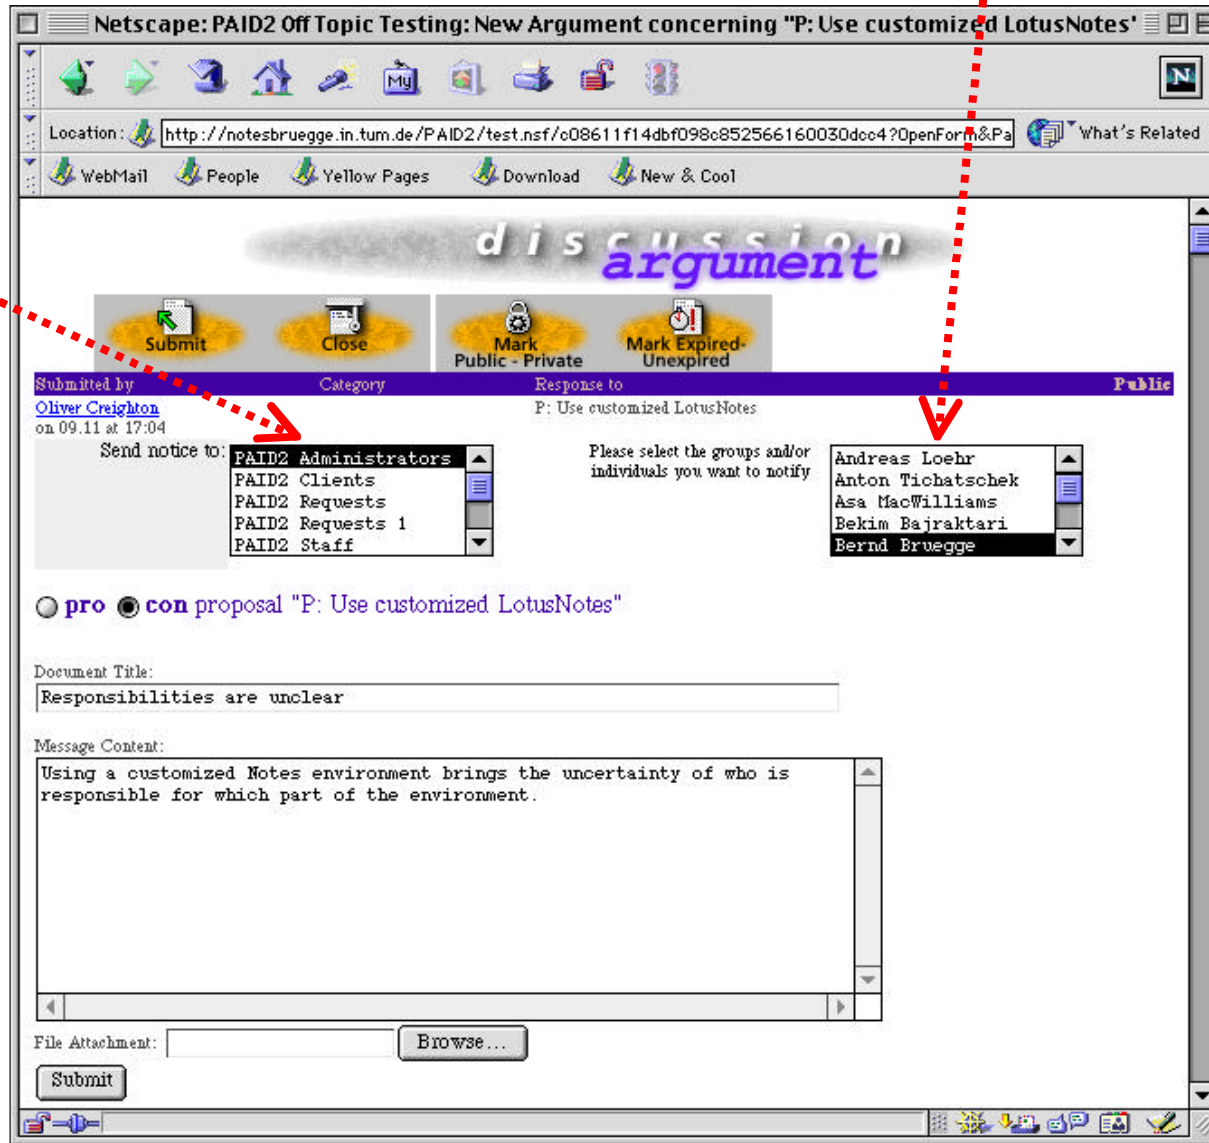 Netscape: PAID2 Off Topic Testing: New Argument concerning "P: Use customized LotusNotes"
My
N
Location: http://notesbruegge.in.tum.de/PAID2/test.nsf/c08611f14dbf098c852566160030dcc4?OpenForm&Pa What's Related
WebMail People Yellow Pages Download New & Cool
discussion
argument
Submit Close Mark Public - Private Mark Expired- Unexpired
Submitted by Category Response to Public
Oliver Creighton P: Use customized LotusNotes
on 09.11 at 17:04
Send notice to: Please select the groups and/or individuals you want to notify
PAID2 Administrators
PAID2 Clients
PAID2 Requests
PAID2 Requests 1
PAID2 Staff
Andreas Loehr
Anton Tichatschek
Asa MacWilliams
Bekim Bajraktari
Bernd Bruegge
pro con proposal "P: Use customized LotusNotes"
Document Title:
Responsibilities are unclear
Message Content:
Using a customized Notes environment brings the uncertainty of who is
responsible for which part of the environment.
File Attachment: Browse...
Submit